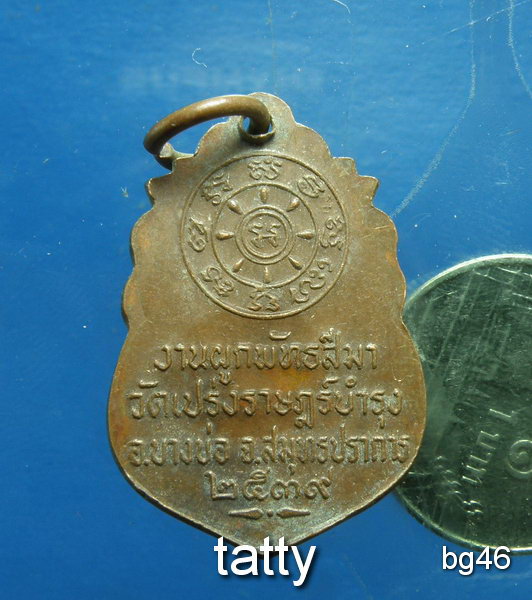 งานผูกพัทธสีมา
วัดเปร็งราษฎร์บำรุง
อ.บางบ่อ จ.สมุทรปราการ
๒๕๓๙
tatty
bg46